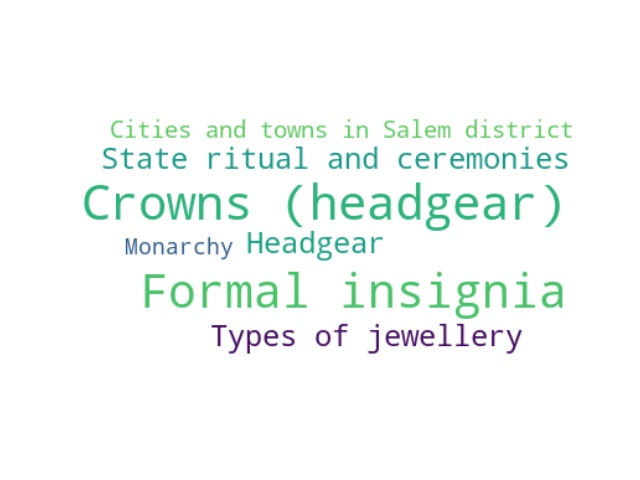 Cities and towns in Salem district
State ritual and ceremonies
Crowns (headgear)
Monarchy Headgear
Formal insignia
Types of jewellery